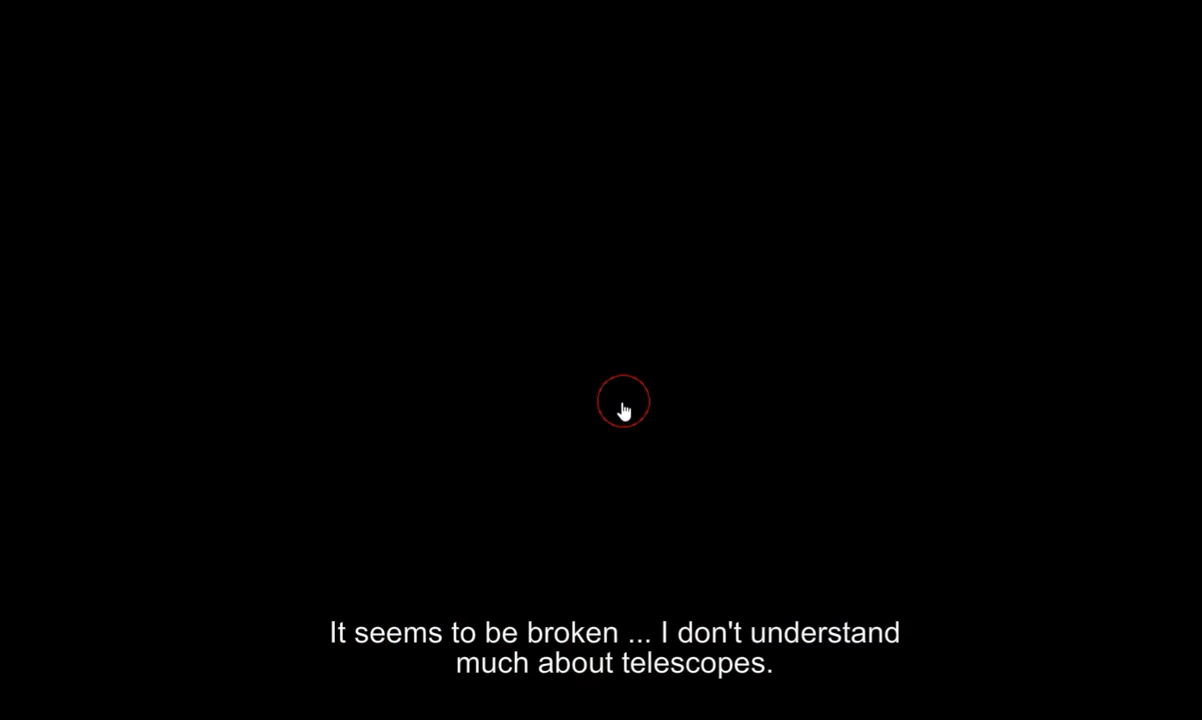 It seems to be broken ... I don't understand
much about telescopes.